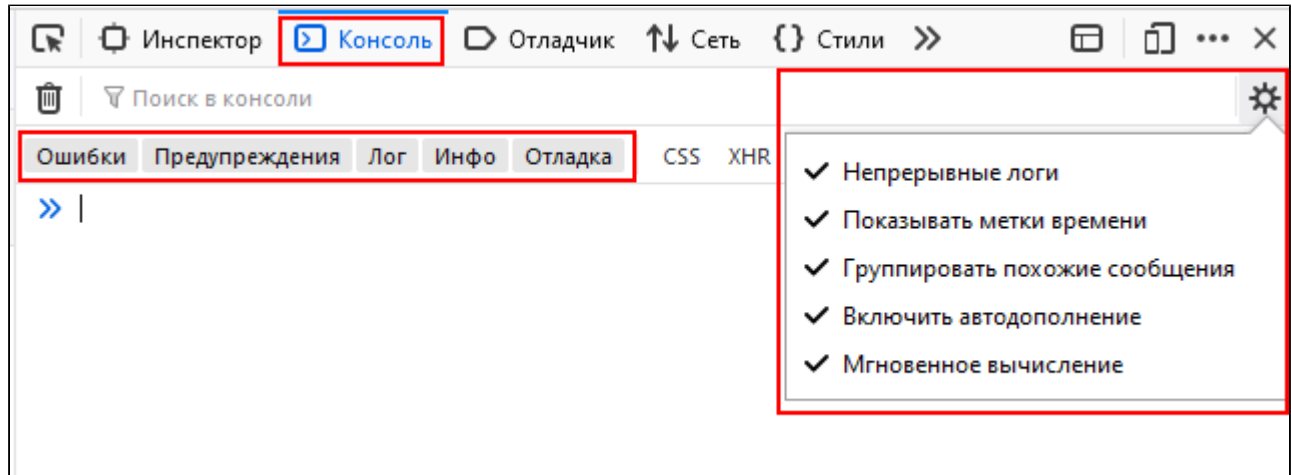 Инспектор Консоль Отладчик Сеть Стили
Поиск в консоли
Ошибки Предупреждения Лог Инфо Отладка CSS XHR
Непрерывные логи
Показывать метки времени
Группировать похожие сообщения
Включить автодополнение
Мгновенное вычисление